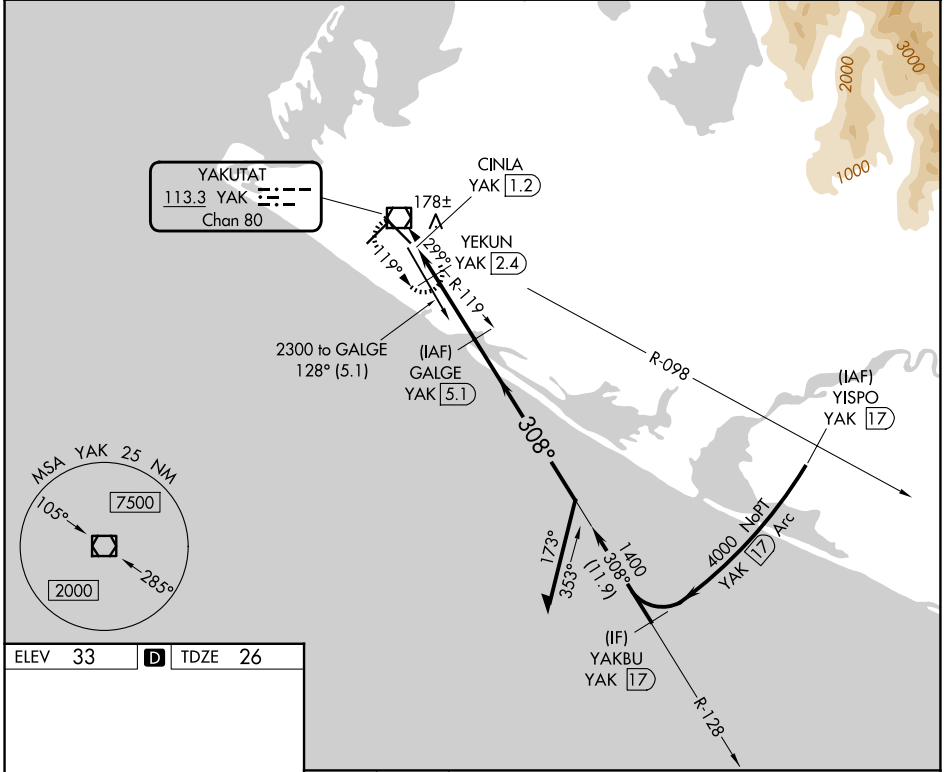 3000
2000
1000
YAKUTAT
113.3 YAK
Chan 80
CINLA
YAK 1.2
178±
299°
119°
YEKUN
YAK 2.4
R-119
2300 to GALGE
128° (5.1)
(IAF)
GALGE
YAK 5.1
R-098
(IAF)
YISPO
YAK 17
308°
MSA YAK 25 NM
105°
7500
2000
285°
173°
353°
1400
308°
(11.9)
4000 NoPT
YAK 17 Arc
(IF)
YAKBU
YAK 17
R-128
ELEV 33 D TDZE 26